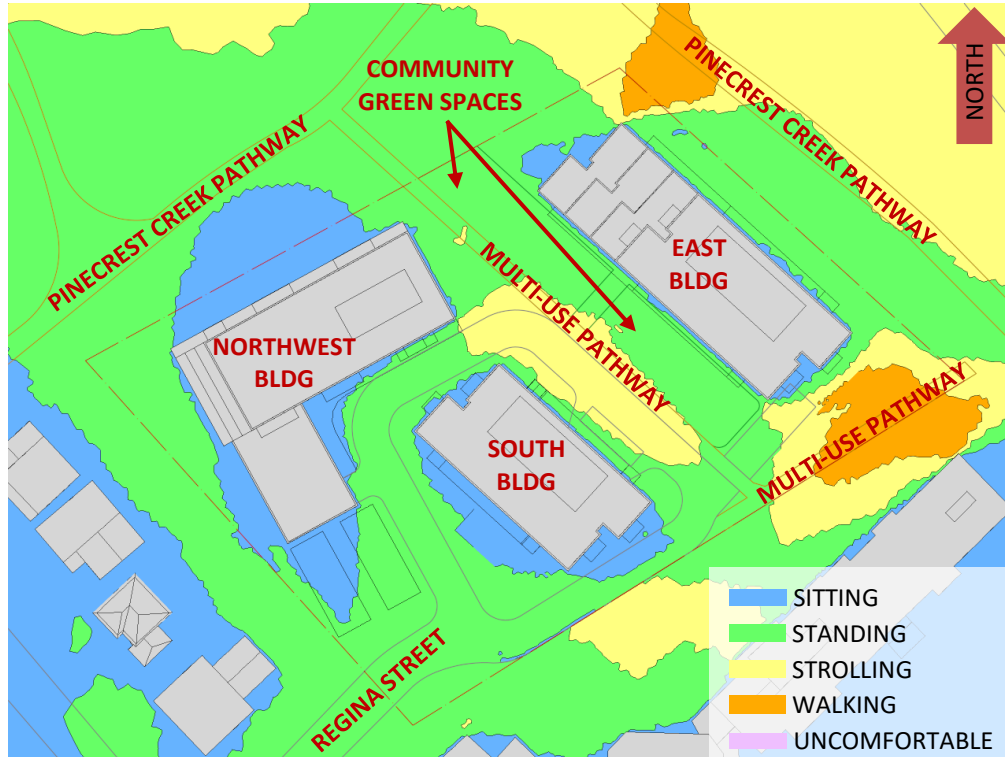 COMMUNITY
GREEN SPACES
PINECREST CREEK PATHWAY
NORTH
PINECREST CREEK PATHWAY
MULTI-USE PATHWAY
EAST
BLDG
NORTHWEST
BLDG
MULTI-USE PATHWAY
SOUTH
BLDG
REGINA STREET
SITTING
STANDING
STROLLING
WALKING
UNCOMFORTABLE